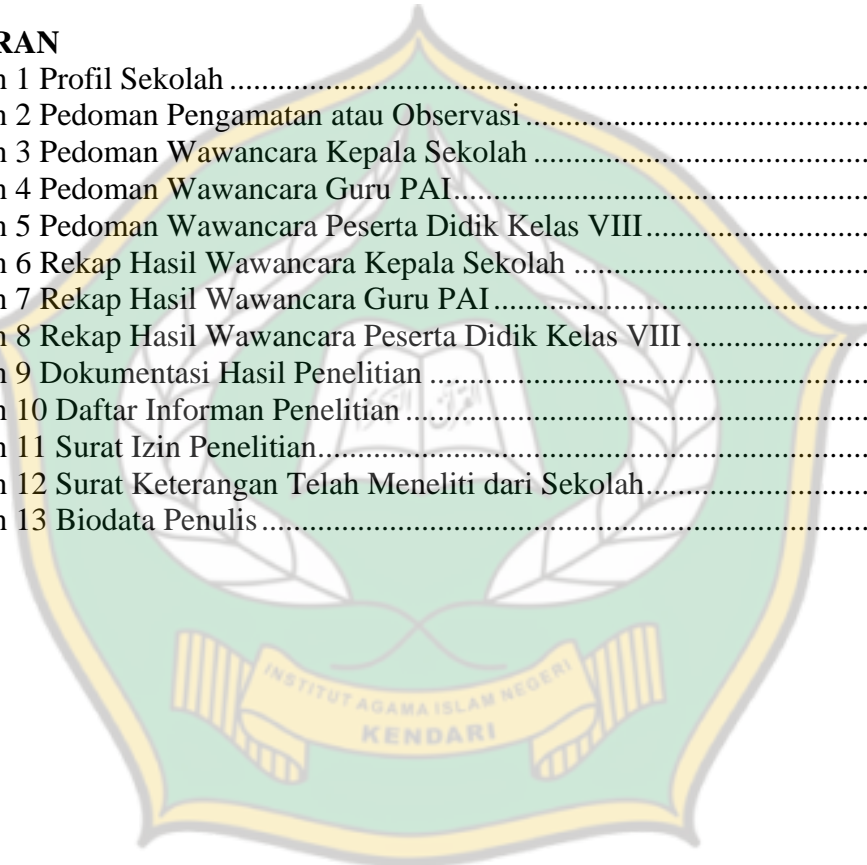 RAN
n 1 Profil Sekolah ................................................................................
n 2 Pedoman Pengamatan atau Observasi ...........................................
n 3 Pedoman Wawancara Kepala Sekolah ..........................................
n 4 Pedoman Wawancara Guru PAI....................................................
n 5 Pedoman Wawancara Peserta Didik Kelas VIII............................
n 6 Rekap Hasil Wawancara Kepala Sekolah .....................................
n 7 Rekap Hasil Wawancara Guru PAI ...............................................
n 8 Rekap Hasil Wawancara Peserta Didik Kelas VIII .......................
n 9 Dokumentasi Hasil Penelitian .......................................................
n 10 Daftar Informan Penelitian ..........................................................
n 11 Surat Izin Penelitian.....................................................................
n 12 Surat Keterangan Telah Meneliti dari Sekolah............................
n 13 Biodata Penulis ............................................................................
INSTITUT AGAMA ISLAM NEGERI
KENDARI